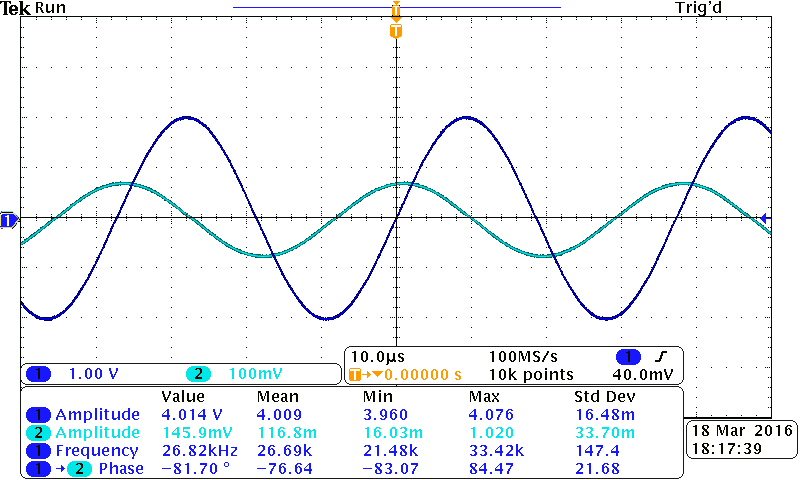 Tek Run Trig'd
T
T
1
10.0µs 100MS/s 1
1 1.00 V 2 100mV T 0.00000 s 10k points 40.0mV
Value Mean Min Max Std Dev
1 Amplitude 4.014 V 4.009 3.960 4.076 16.48m
2 Amplitude 145.9mV 116.8m 16.03m 1.020 33.70m
1 Frequency 26.82kHz 26.69k 21.48k 33.42k 147.4
1 → 2 Phase −81.70 ° −76.64 −83.07 84.47 21.68
18 Mar 2016
18:17:39